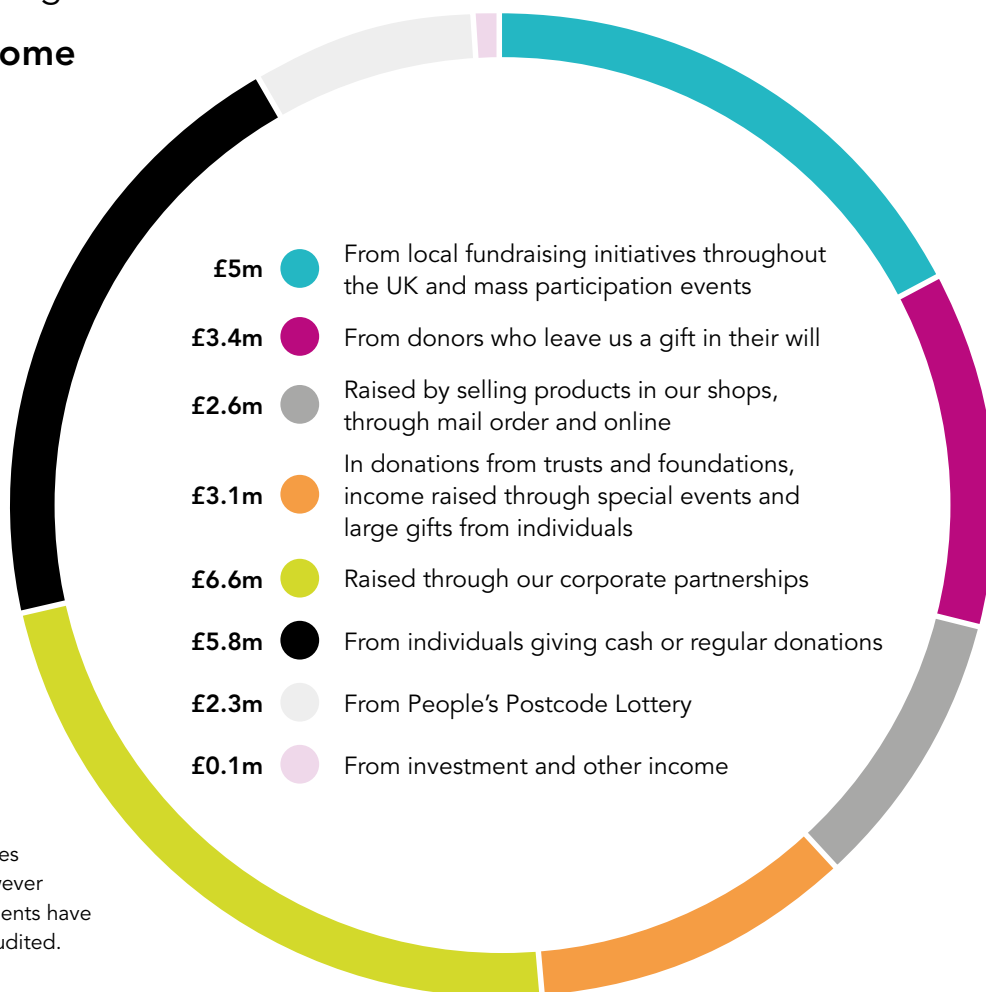 ome
£5m From local fundraising initiatives throughout
the UK and mass participation events
£3.4m From donors who leave us a gift in their will
£2.6m Raised by selling products in our shops,
through mail order and online
£3.1m In donations from trusts and foundations,
income raised through special events and
large gifts from individuals
£6.6m Raised through our corporate partnerships
£5.8m From individuals giving cash or regular donations
£2.3m From People’s Postcode Lottery
£0.1m From investment and other income
es
vever
ents have
udited.